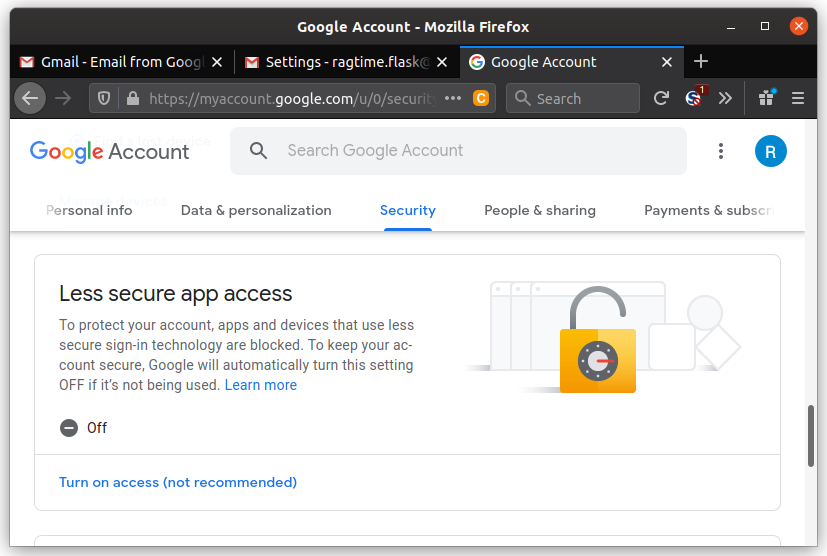 Google Account - Mozilla Firefox
Gmail - Email from Googl
Settings - ragtime.flask@
Google Account
https://myaccount.google.com/u/0/security
C
Search
1
Google Account
Search Google Account
R
Personal info
Data & personalization
Security
People & sharing
Payments & subscr
Less secure app access
To protect your account, apps and devices that use less
secure sign-in technology are blocked. To keep your ac-
count secure, Google will automatically turn this setting
OFF if it's not being used. Learn more
Off
Turn on access (not recommended)